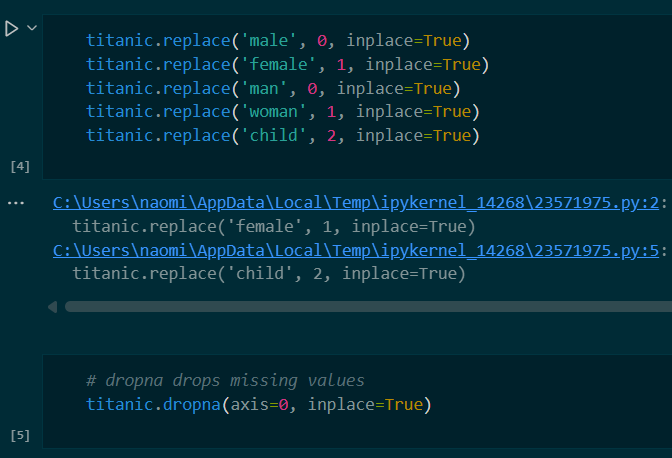 titanic.replace('male', 0, inplace=True)
titanic.replace('female', 1, inplace=True)
titanic.replace('man', 0, inplace=True)
titanic.replace('woman', 1, inplace=True)
titanic.replace('child', 2, inplace=True)
[4]
C:\Users\naomi\AppData\Local\Temp\ipykernel_14268\23571975.py:2:
titanic.replace('female', 1, inplace=True)
C:\Users\naomi\AppData\Local\Temp\ipykernel_14268\23571975.py:5:
titanic.replace('child', 2, inplace=True)
# dropna drops missing values
titanic.dropna(axis=0, inplace=True)
[5]